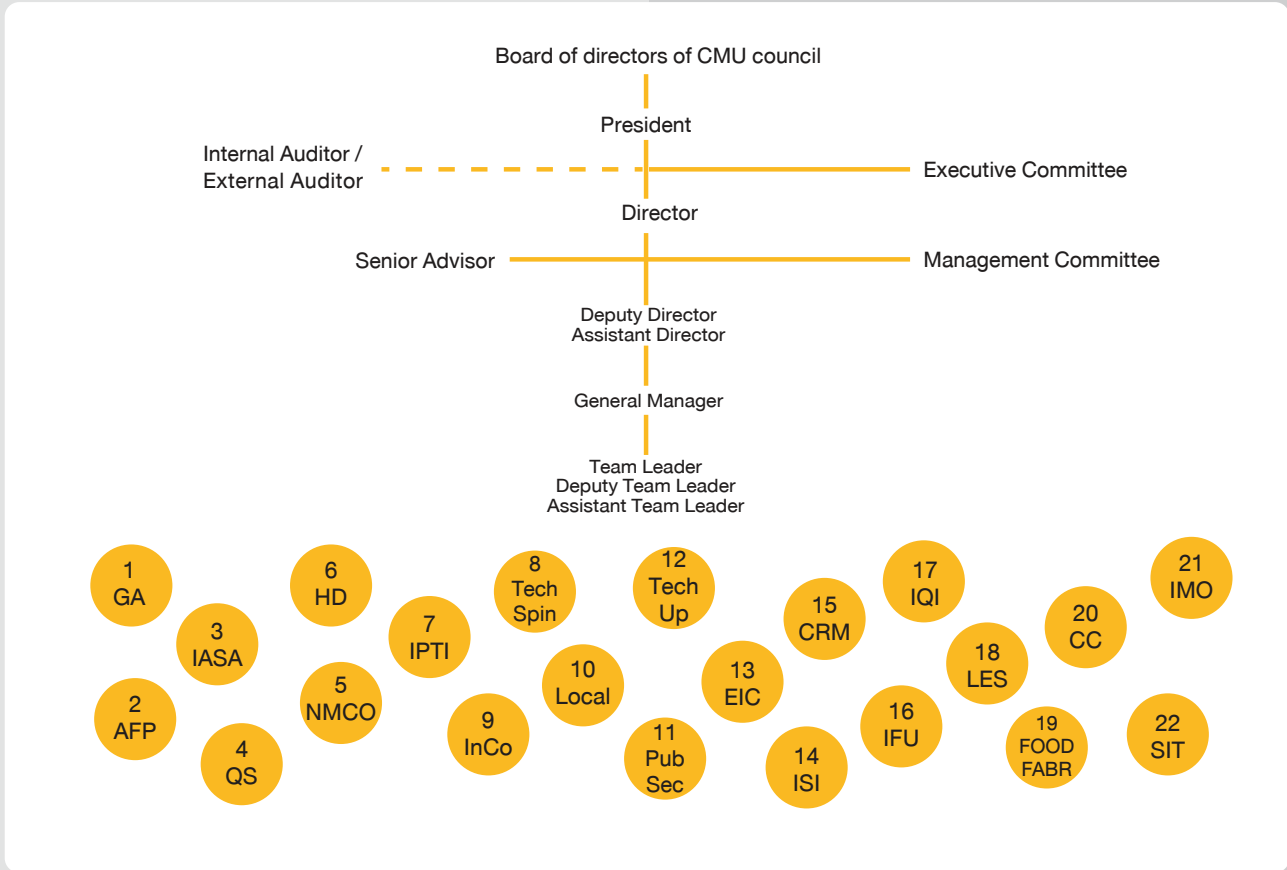 Board of directors of CMU council
President
Internal Auditor /
External Auditor
Executive Committee
Director
Senior Advisor
Management Committee
Deputy Director
Assistant Director
General Manager
Team Leader
Deputy Team Leader
Assistant Team Leader
1
GA
2
AFP
3
IASA
4
QS
5
NMCO
6
HD
7
IPTI
8
Tech
Spin
9
InCo
10
Local
11
Pub
Sec
12
Tech
Up
13
EIC
14
ISI
15
CRM
16
IFU
17
IQI
18
LES
19
FOOD
FABR
20
CC
21
IMO
22
SIT